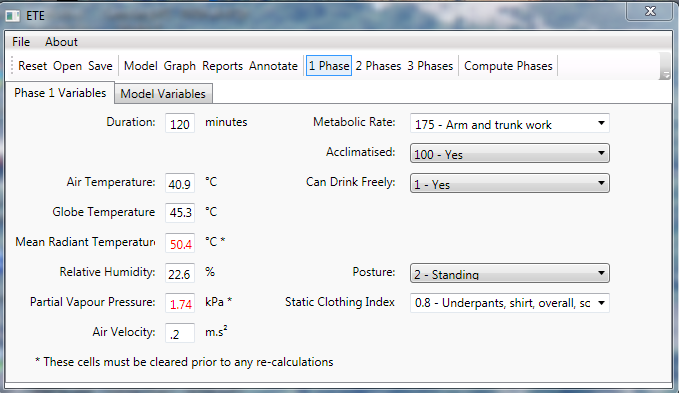 ETE
File About
Reset Open Save Model Graph Reports Annotate 1 Phase 2 Phases 3 Phases Compute Phases
Phase 1 Variables Model Variables
Duration: 120 minutes Metabolic Rate: 175 - Arm and trunk work
Acclimatised: 100 - Yes
Air Temperature: 40.9 °C Can Drink Freely: 1 - Yes
Globe Temperature 45.3 °C
Mean Radiant Temperature 50.4 °C *
Relative Humidity: 22.6 % Posture: 2 - Standing
Partial Vapour Pressure: 1.74 kPa * Static Clothing Index 0.8 - Underpants, shirt, overall, sc
Air Velocity: .2 m.s²
* These cells must be cleared prior to any re-calculations